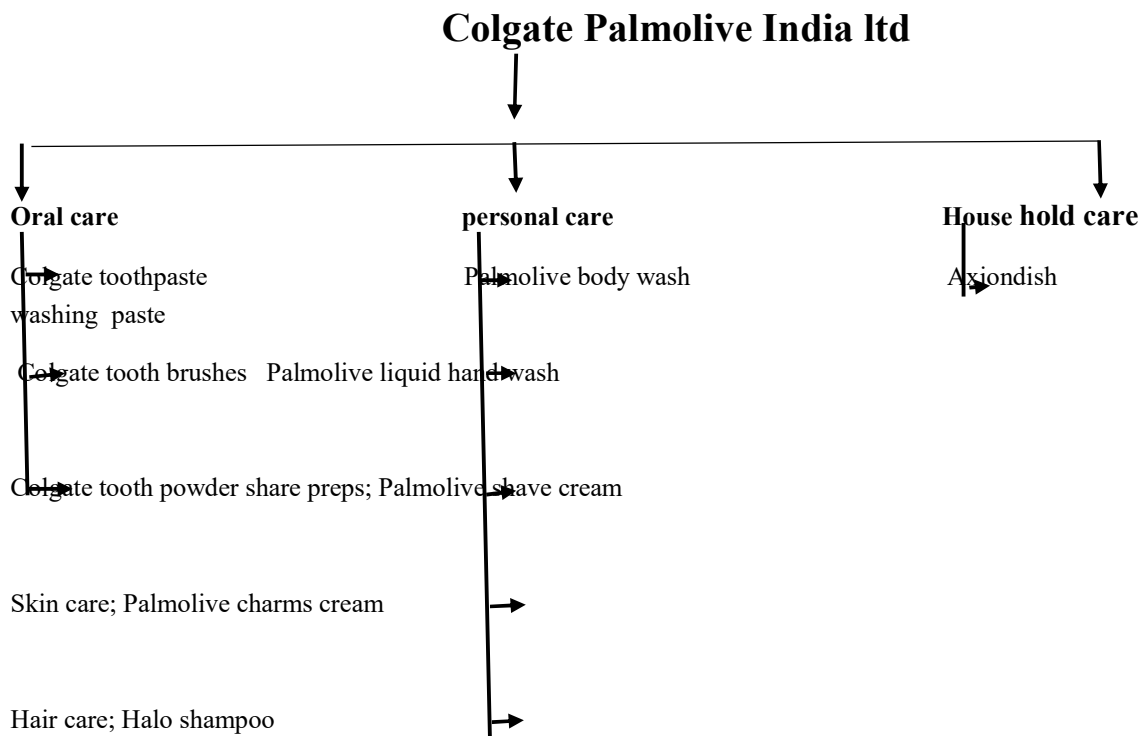 Colgate Palmolive India ltd
Oral care personal care House hold care
Colgate toothpaste Palmolive body wash Axiondish
washing paste
Colgate tooth brushes Palmolive liquid hand wash
Colgate tooth powder share preps; Palmolive shave cream
Skin care; Palmolive charms cream
Hair care; Halo shampoo